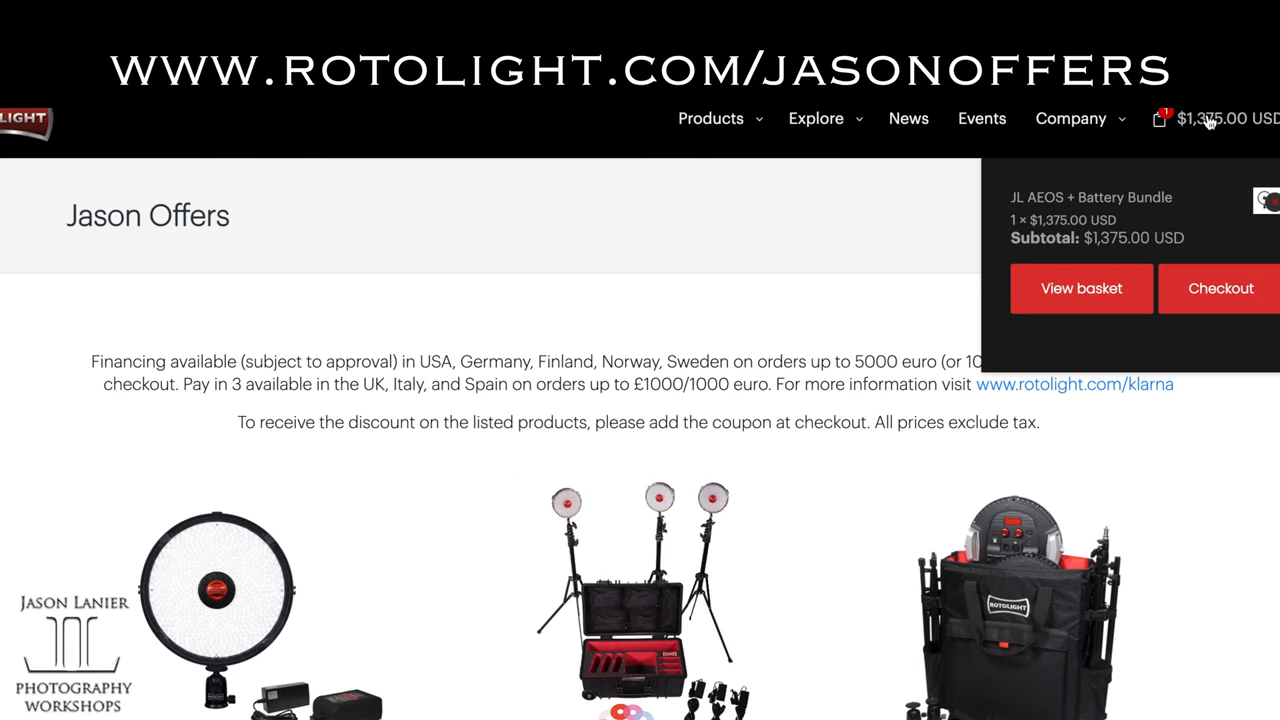 WWW.ROTOLIGHT.COM/JASONOFFERS
LIGHT
Products
Explore
News
Events
Company
1
$1,375.00 USD
JL AEOS + Battery Bundle
1 × $1,375.00 USD
Subtotal: $1,375.00 USD
View basket
Checkout
Jason Offers
Financing available (subject to approval) in USA, Germany, Finland, Norway, Sweden on orders up to 5000 euro (or 10
checkout. Pay in 3 available in the UK, Italy, and Spain on orders up to £1000/1000 euro. For more information visit www.rotolight.com/klarna
To receive the discount on the listed products, please add the coupon at checkout. All prices exclude tax.
ROTOLIGHT
JASON LANIER
PHOTOGRAPHY
WORKSHOPS